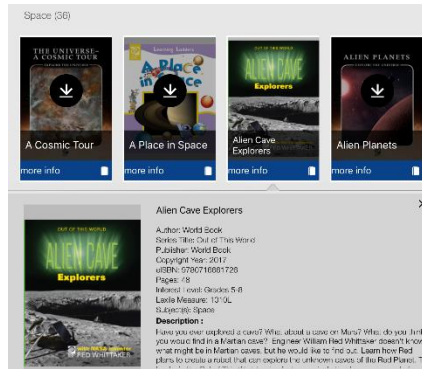 Space (36)
THE UNIVERSE—
A COSMIC TOUR
A Cosmic Tour
more info
Learning Ladders
A Place
in Space
A Place in Space
more info
OUT OF THIS WORLD
ALIEN CAVE
Explorers
Alien Cave
Explorers
more info
ALIEN PLANETS
Alien Planets
more info
OUT OF THIS WORLD
ALIEN CAVE
Explorers
RED WHITTAKER
Alien Cave Explorers
Author: World Book
Series Title: Out of This World
Publisher: World Book
Copyright Year: 2017
eISBN: 9780716661726
Pages: 48
Interest Level: Grades 5-8
Lexile Measure: 1010L
Subject(s): Space
Description :
Have you ever explored a cave? What about a cave on Mars? What do you think
you would find in a Martian cave? Engineer William Red Whittaker doesn't know
what might be in Martian caves, but he would like to find out. Learn how Red
plans to create a robot that can explore the unknown caves of the Red Planet. T